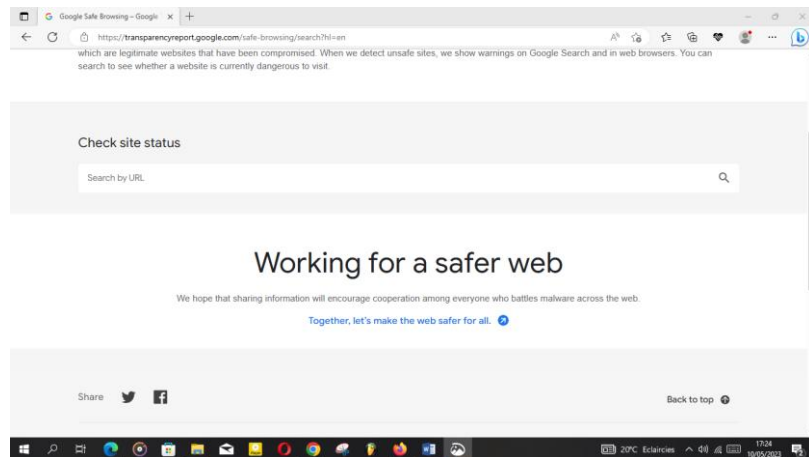 Google Safe Browsing – Google
https://transparencyreport.google.com/safe-browsing/search?hl=en
which are legitimate websites that have been compromised. When we detect unsafe sites, we show warnings on Google Search and in web browsers. You can
search to see whether a website is currently dangerous to visit.
Check site status
Search by URL
Working for a safer web
We hope that sharing information will encourage cooperation among everyone who battles malware across the web.
Together, let's make the web safer for all.
Share
Back to top
20°C Eclaircies
17:24
10/05/2023